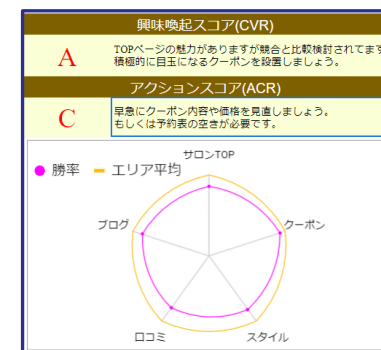 興味喚起スコア(CVR)
A
TOPページの魅力がありますが競合と比較検討されてます
積極的に目玉になるクーポンを設置しましょう。
アクションスコア(ACR)
C
早急にクーポン内容や価格を見直しましょう。
もしくは予約表の空きが必要です。
サロンTOP
勝率 エリア平均
ブログ
クーポン
口コミ
スタイル